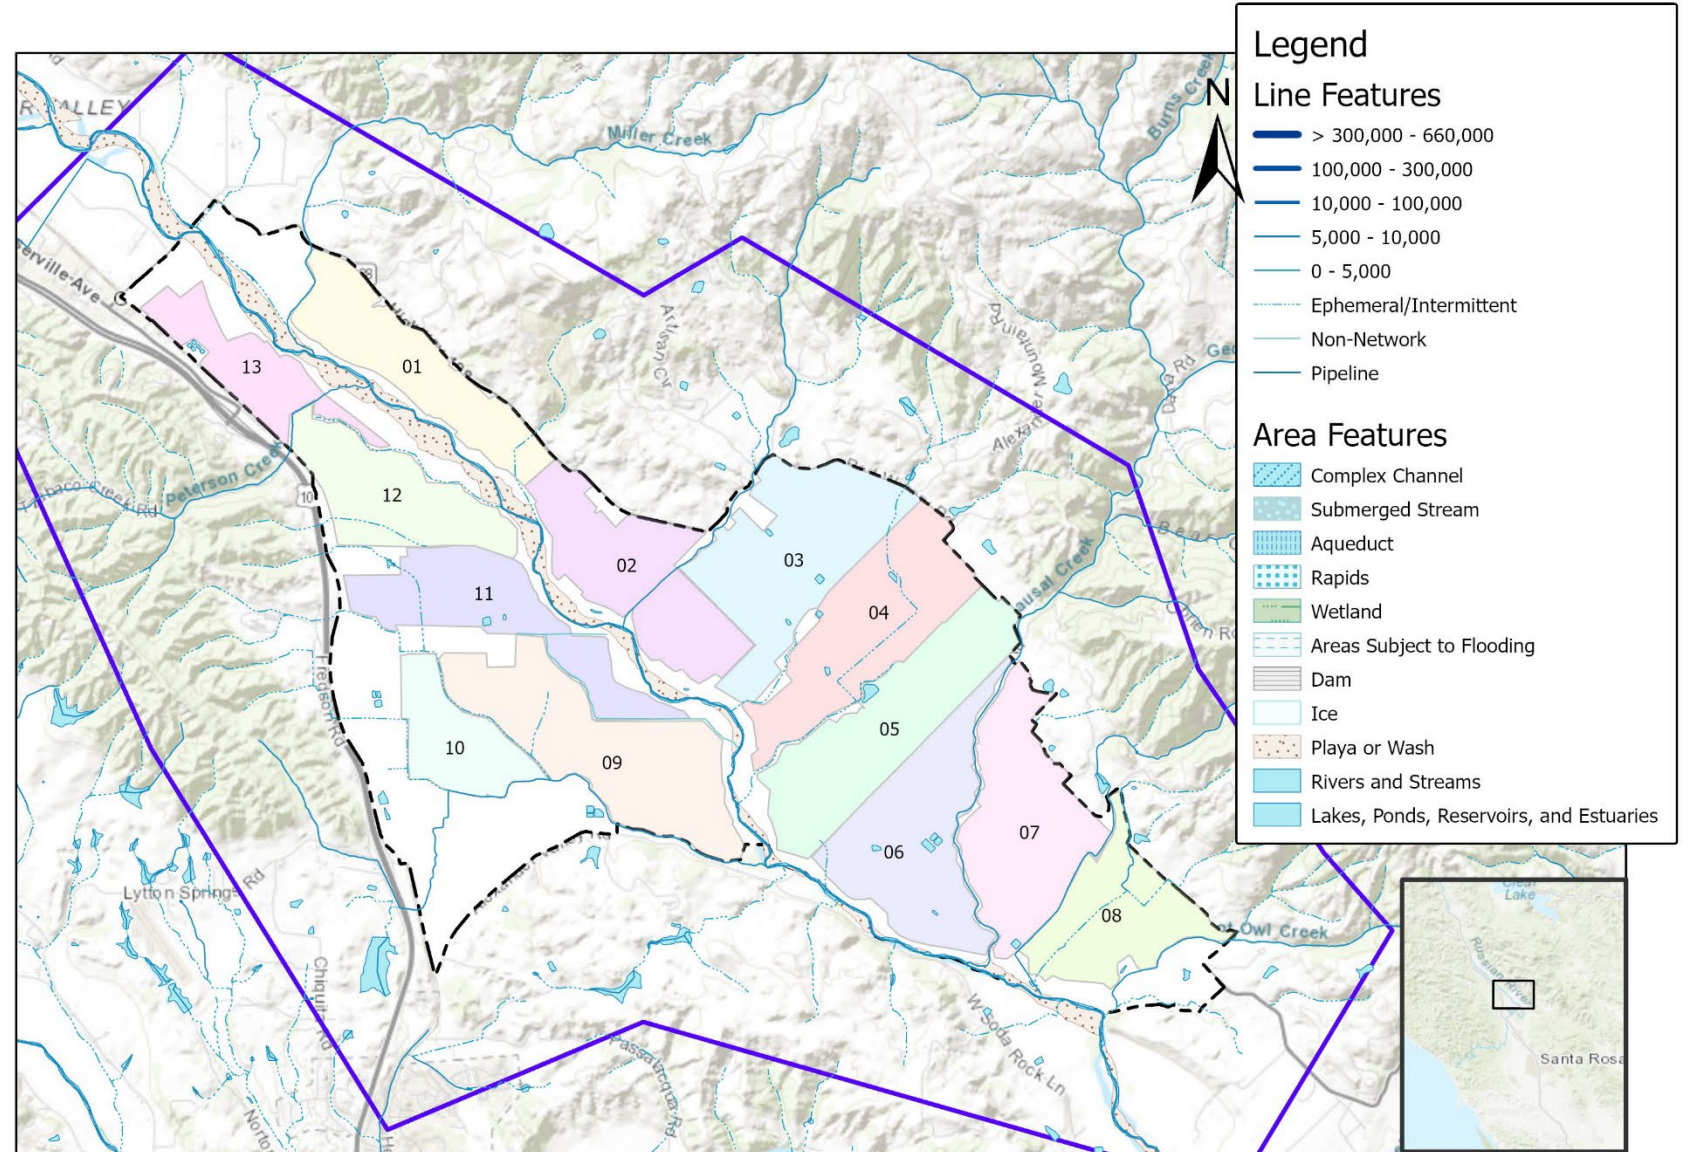 Legend
Line Features
> 300,000 - 660,000
100,000 - 300,000
10,000 - 100,000
5,000 - 10,000
0 - 5,000
Ephemeral/Intermittent
Non-Network
Pipeline
Area Features
Complex Channel
Submerged Stream
Aqueduct
Rapids
Wetland
Areas Subject to Flooding
Dam
Ice
Playa or Wash
Rivers and Streams
Lakes, Ponds, Reservoirs, and Estuaries
N
Miller Creek
Burns Creek
01
02
03
04
05
06
07
08
09
10
11
12
13
Peterson Creek
Fredson Rd
Lytton Springs Rd
Chiquita Rd
W Soda Rock Ln
Passalacqua Rd
Owl Creek
Alexander Mountain Rd
Artisan Cv
Russian River
Santa Rosa